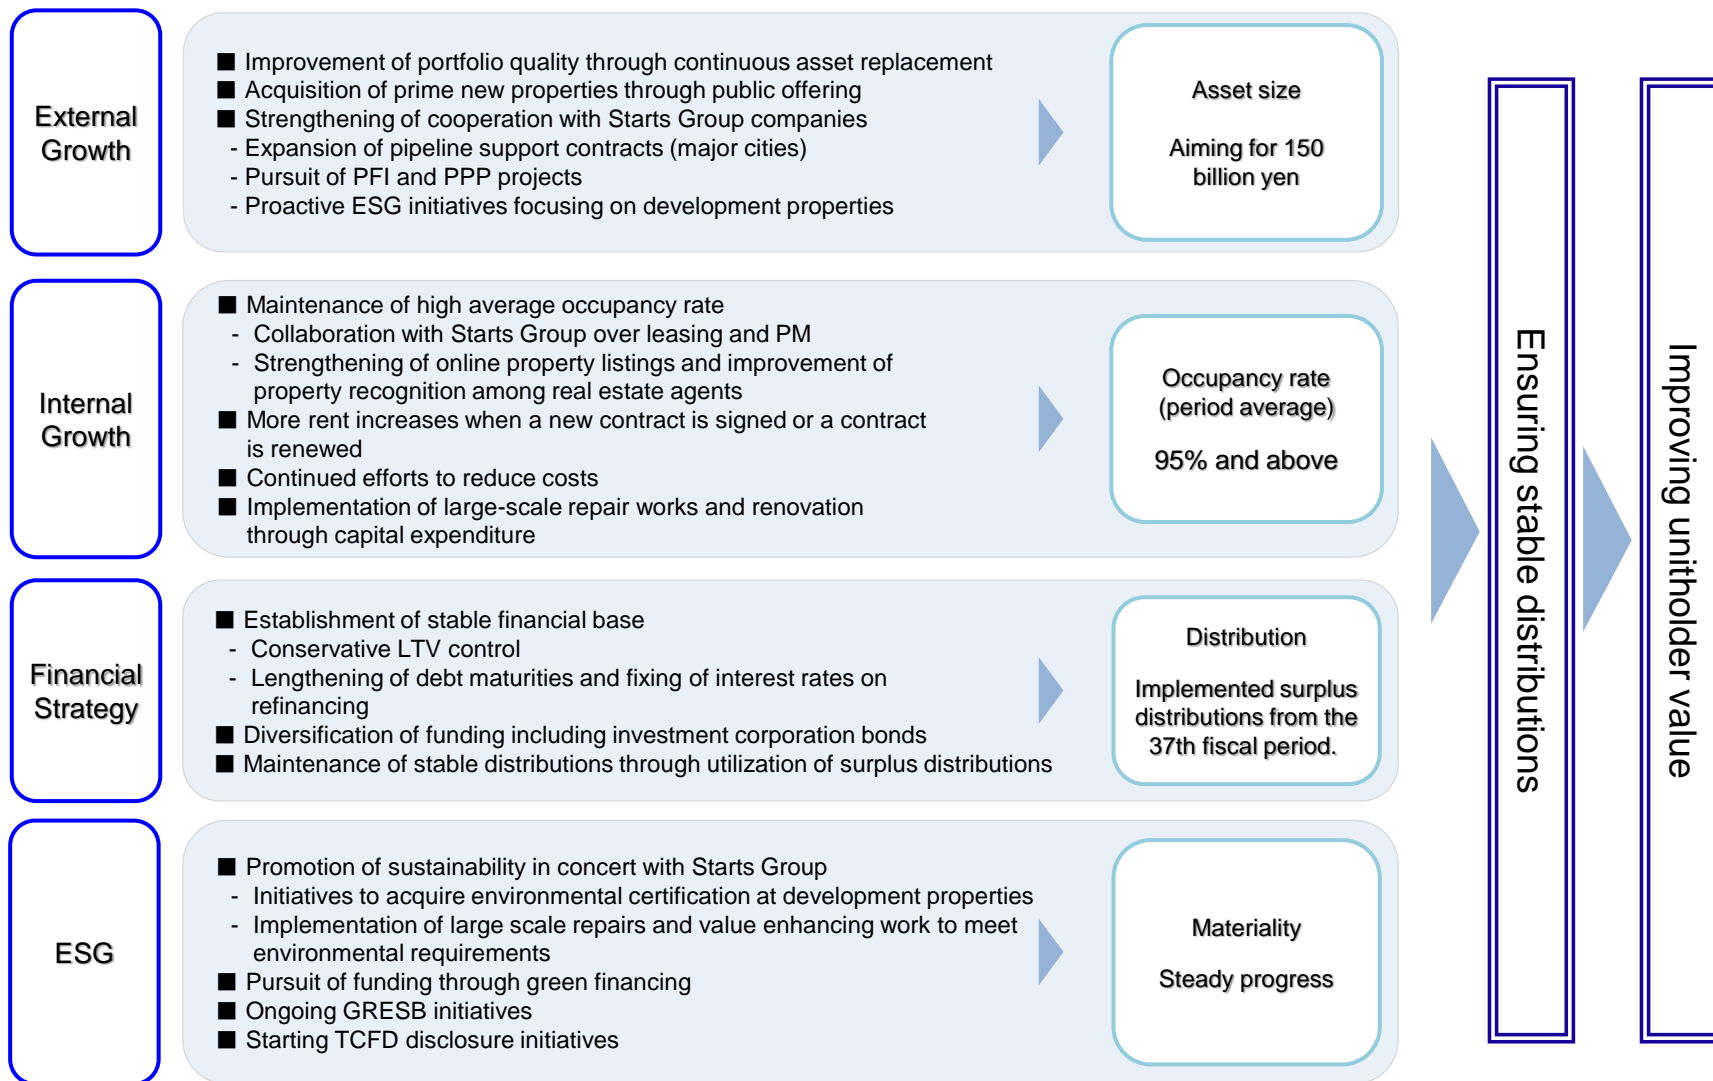 External
Growth
■ Improvement of portfolio quality through continuous asset replacement
■ Acquisition of prime new properties through public offering
■ Strengthening of cooperation with Starts Group companies
- Expansion of pipeline support contracts (major cities)
- Pursuit of PFI and PPP projects
- Proactive ESG initiatives focusing on development properties
Asset size
Aiming for 150
billion yen
Internal
Growth
■ Maintenance of high average occupancy rate
- Collaboration with Starts Group over leasing and PM
- Strengthening of online property listings and improvement of
property recognition among real estate agents
■ More rent increases when a new contract is signed or a contract
is renewed
■ Continued efforts to reduce costs
■ Implementation of large-scale repair works and renovation
through capital expenditure
Occupancy rate
(period average)
95% and above
Financial
Strategy
■ Establishment of stable financial base
- Conservative LTV control
- Lengthening of debt maturities and fixing of interest rates on
refinancing
■ Diversification of funding including investment corporation bonds
■ Maintenance of stable distributions through utilization of surplus distributions
Distribution
Implemented surplus
distributions from the
37th fiscal period.
ESG
■ Promotion of sustainability in concert with Starts Group
- Initiatives to acquire environmental certification at development properties
- Implementation of large scale repairs and value enhancing work to meet
environmental requirements
■ Pursuit of funding through green financing
■ Ongoing GRESB initiatives
■ Starting TCFD disclosure initiatives
Materiality
Steady progress
Ensuring stable distributions
Improving unitholder value